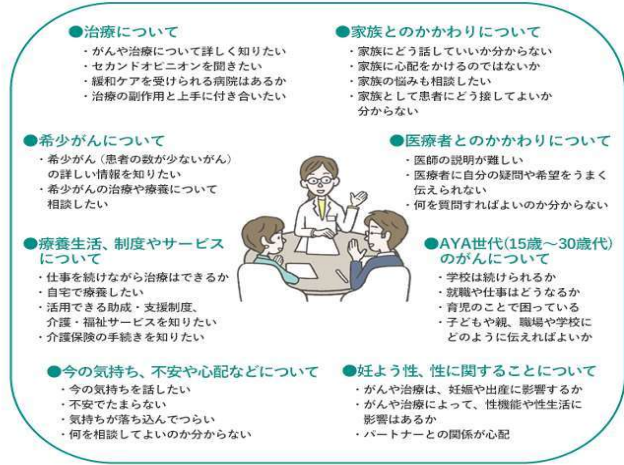 ●治療について
・がんや治療について詳しく知りたい
・セカンドオピニオンを聞きたい
・緩和ケアを受けられる病院はあるか
・治療の副作用と上手に付き合いたい
●家族とのかかわりについて
・家族にどう話していいか分からない
・家族に心配をかけるのではないか
・家族の悩みも相談したい
・家族として患者にどう接してよいか
分からない
●希少がんについて
・希少がん(患者の数が少ないがん)
の詳しい情報を知りたい
・希少がんの治療や療養について
相談したい
●医療者とのかかわりについて
・医師の説明が難しい
・医療者に自分の疑問や希望をうまく
伝えられない
・何を質問すればよいのか分からない
●療養生活、制度やサービス
について
・仕事を続けながら治療はできるか
・自宅で療養したい
・活用できる助成・支援制度、
介護・福祉サービスを知りたい
・介護保険の手続きを知りたい
●AYA世代(15歳～30歳代)
のがんについて
・学校は続けられるか
・就職や仕事はどうなるか
・育児のことで困っている
・子どもや親、職場や学校に
どのように伝えればよいか
●今の気持ち、不安や心配などについて
・今の気持ちを話したい
・不安でたまらない
・気持ちが落ち込んでつらい
・何を相談してよいのか分からない
●妊よう性、性に関することについて
・がんや治療は、妊娠や出産に影響するか
・がんや治療によって、性機能や性生活に
影響はあるか
・パートナーとの関係が心配